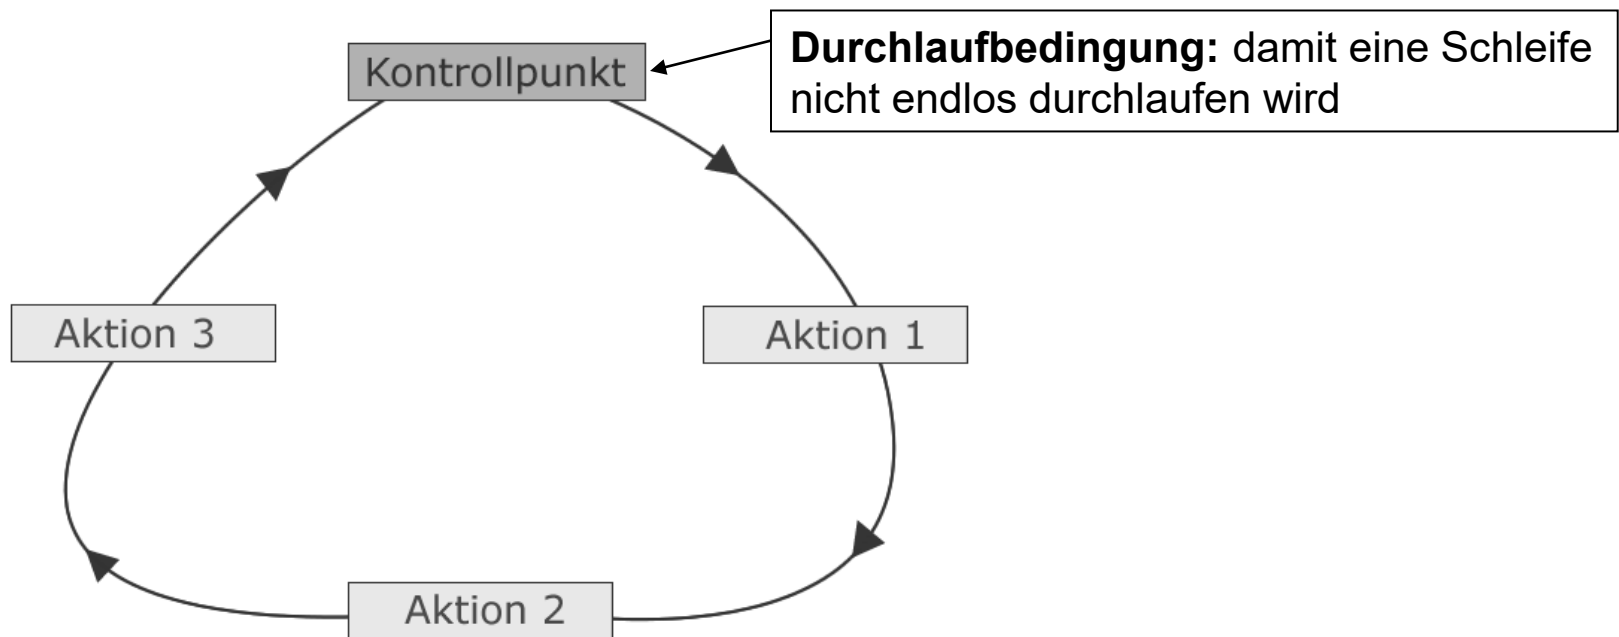 Kontrollpunkt
Durchlaufbedingung: damit eine Schleife
nicht endlos durchlaufen wird
Aktion 3
Aktion 1
Aktion 2